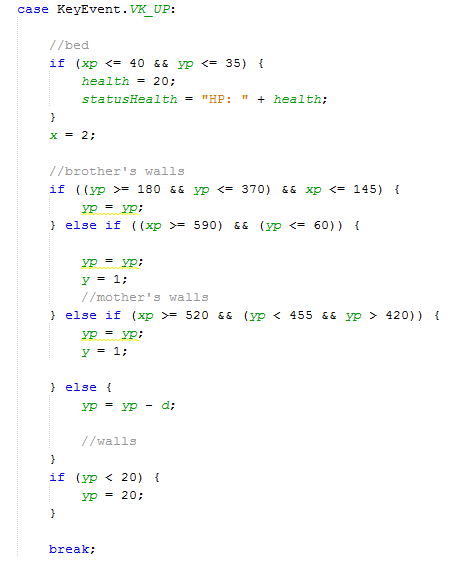 case KeyEvent.VK_UP:
//bed
if (xp <= 40 && yp <= 35) {
health = 20;
statusHealth = "HP: " + health;
}
x = 2;
//brother's walls
if ((yp >= 180 && yp <= 370) && xp <= 145) {
yp = yp;
} else if ((xp >= 590) && (yp <= 60)) {
yp = yp;
y = 1;
//mother's walls
} else if (xp >= 520 && (yp < 455 && yp > 420)) {
yp = yp;
y = 1;
} else {
yp = yp - d;
//walls
}
if (yp < 20) {
yp = 20;
}
break;